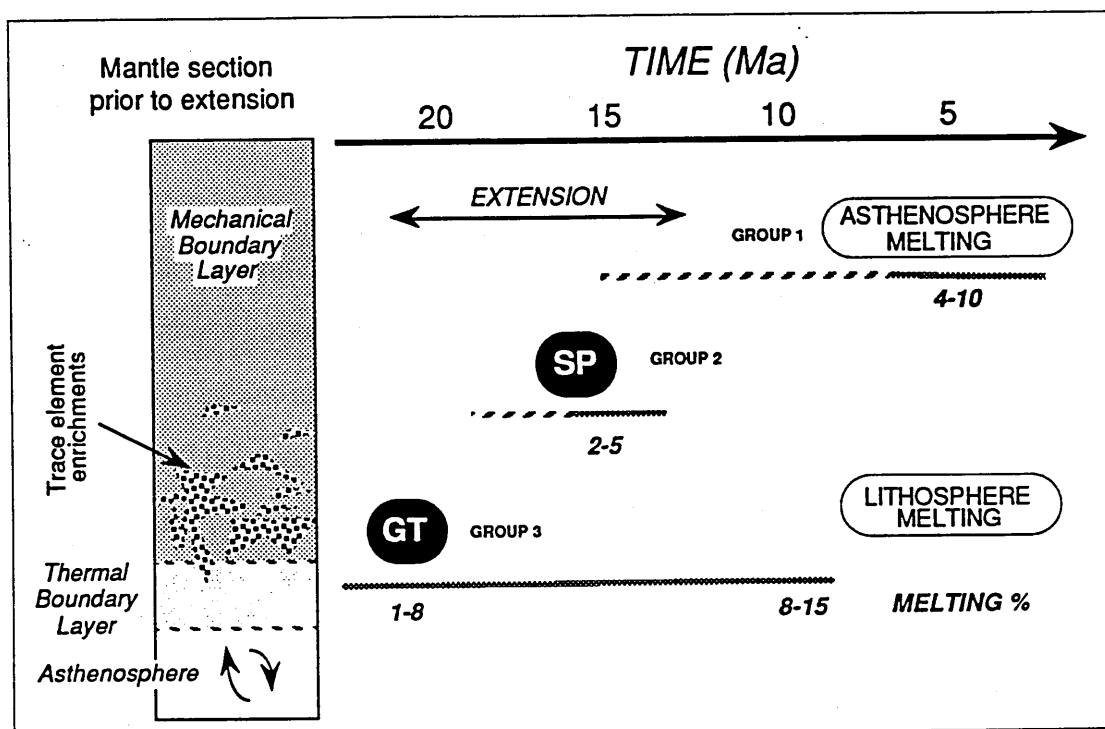 Mantle section
prior to extension
TIME (Ma)
20 15 10 5
Mechanical
Boundary
Layer
EXTENSION
GROUP 1
ASTHENOSPHERE
MELTING
4-10
SP
GROUP 2
2-5
Trace element
enrichments
GT
GROUP 3
LITHOSPHERE
MELTING
1-8
8-15
MELTING %
Thermal
Boundary
Layer
Asthenosphere